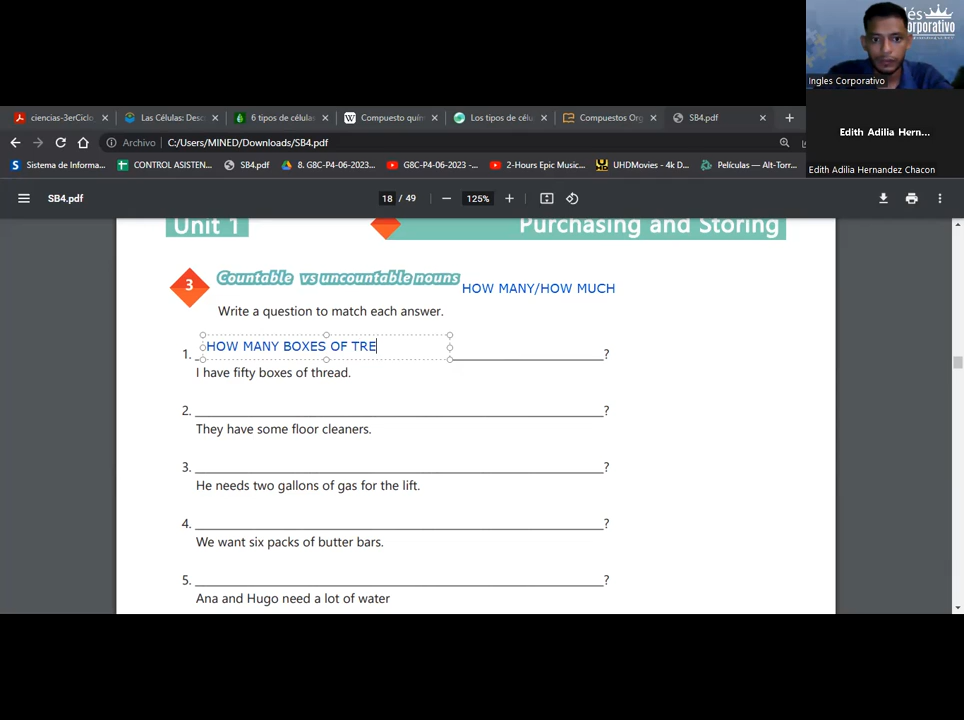 lés
orporativo
Ingles Corporativo
Edith Adilia Hern...
Edith Adilia Hernandez Chacon
ciencias-3erCiclo
Las Células: Desc
6 tipos de células
Compuesto quím
Los tipos de célu
Compuestos Org
SB4.pdf
Archivo
C:/Users/MINED/Downloads/SB4.pdf
Sistema de Informa...
CONTROL ASISTEN...
SB4.pdf
8. G8C-P4-06-2023...
G8C-P4-06-2023 -...
2-Hours Epic Music...
UHDMovies - 4k D...
Películas — Alt-Torr...
SB4.pdf
18 / 49
125%
Unit 1
Purchasing and Storing
3
Countable vs uncountable nouns
HOW MANY/HOW MUCH
Write a question to match each answer.
HOW MANY BOXES OF TRE
1. ?
I have fifty boxes of thread.
2. ?
They have some floor cleaners.
3. ?
He needs two gallons of gas for the lift.
4. ?
We want six packs of butter bars.
5. ?
Ana and Hugo need a lot of water